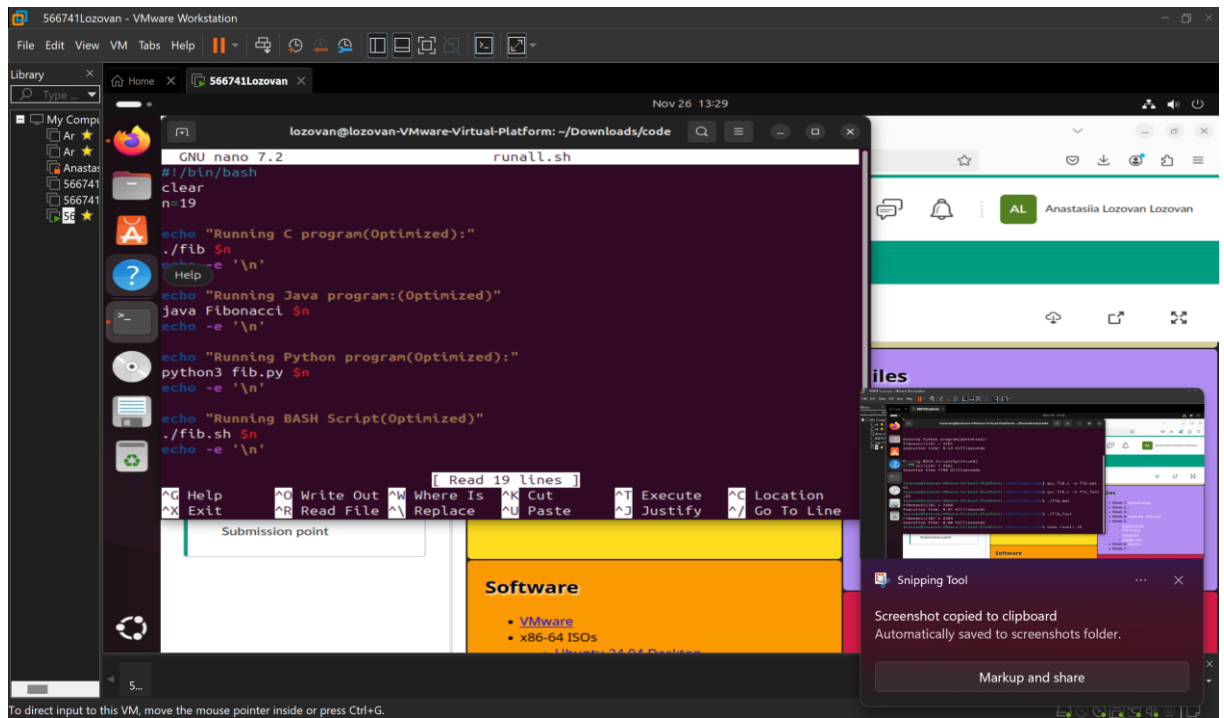 566741Lozovan - VMware Workstation
File Edit View VM Tabs Help
Library
Type ...
Home
566741Lozovan
My Compu
Ar
Ar
Anastas
566741
566741
56
Nov 26 13:29
lozovan@lozovan-VMware-Virtual-Platform: ~/Downloads/code
GNU nano 7.2 runall.sh
#!/bin/bash
clear
n=19
echo "Running C program(Optimized):"
./fib $n
echo -e '\n'
Help
echo "Running Java program:(Optimized)"
java Fibonacci $n
echo -e '\n'
echo "Running Python program(Optimized):"
python3 fib.py $n
echo -e '\n'
echo "Running BASH Script(Optimized)"
./fib.sh $n
echo -e '\n'
[ Read 19 lines ]
^G Help ^O Write Out ^W Where Is ^K Cut ^T Execute ^C Location
^X Exit ^R Read File ^\ Replace ^U Paste ^J Justify ^/ Go To Line
AL Anastasiia Lozovan Lozovan
iles
Submission point
Software
• VMware
• x86-64 ISOs
Snipping Tool
Screenshot copied to clipboard
Automatically saved to screenshots folder.
Markup and share
5...
To direct input to this VM, move the mouse pointer inside or press Ctrl+G.